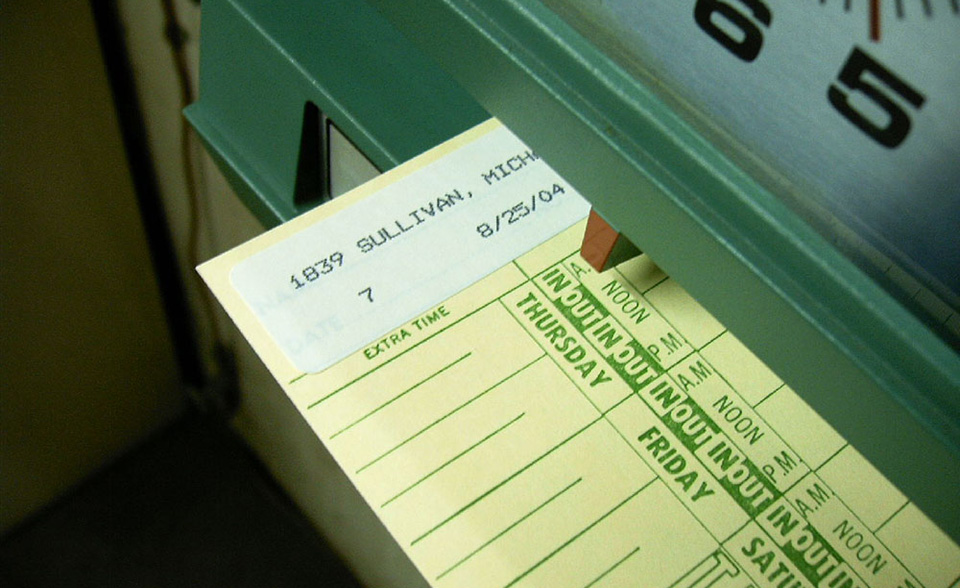 6
5
1839 SULLIVAN, MICH
8/25/04
7
EXTRA TIME
THURSDAY
IN OUT IN OUT IN OUT IN OUT IN OUT IN
A. NOON P.M. A.M NOON P.M. A.M NOON
FRIDAY
SAT